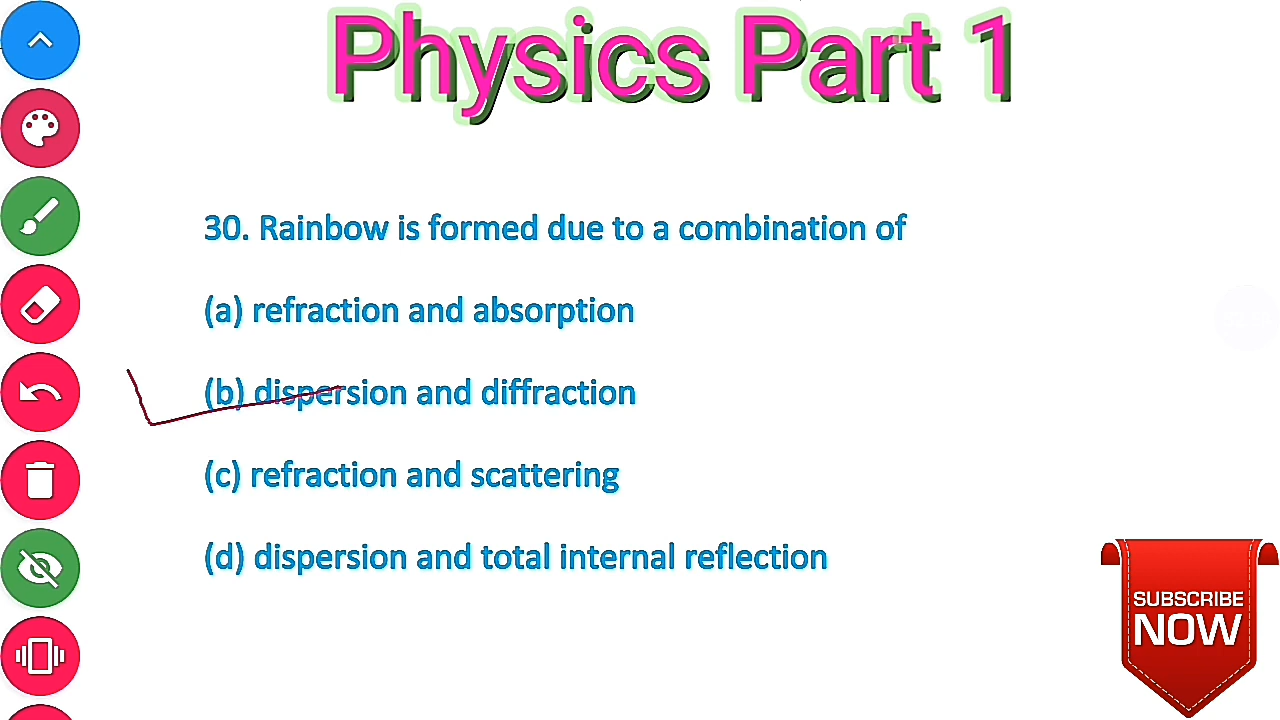 Physics Part 1
30. Rainbow is formed due to a combination of
(a) refraction and absorption
(b) dispersion and diffraction
(c) refraction and scattering
(d) dispersion and total internal reflection
SUBSCRIBE
NOW